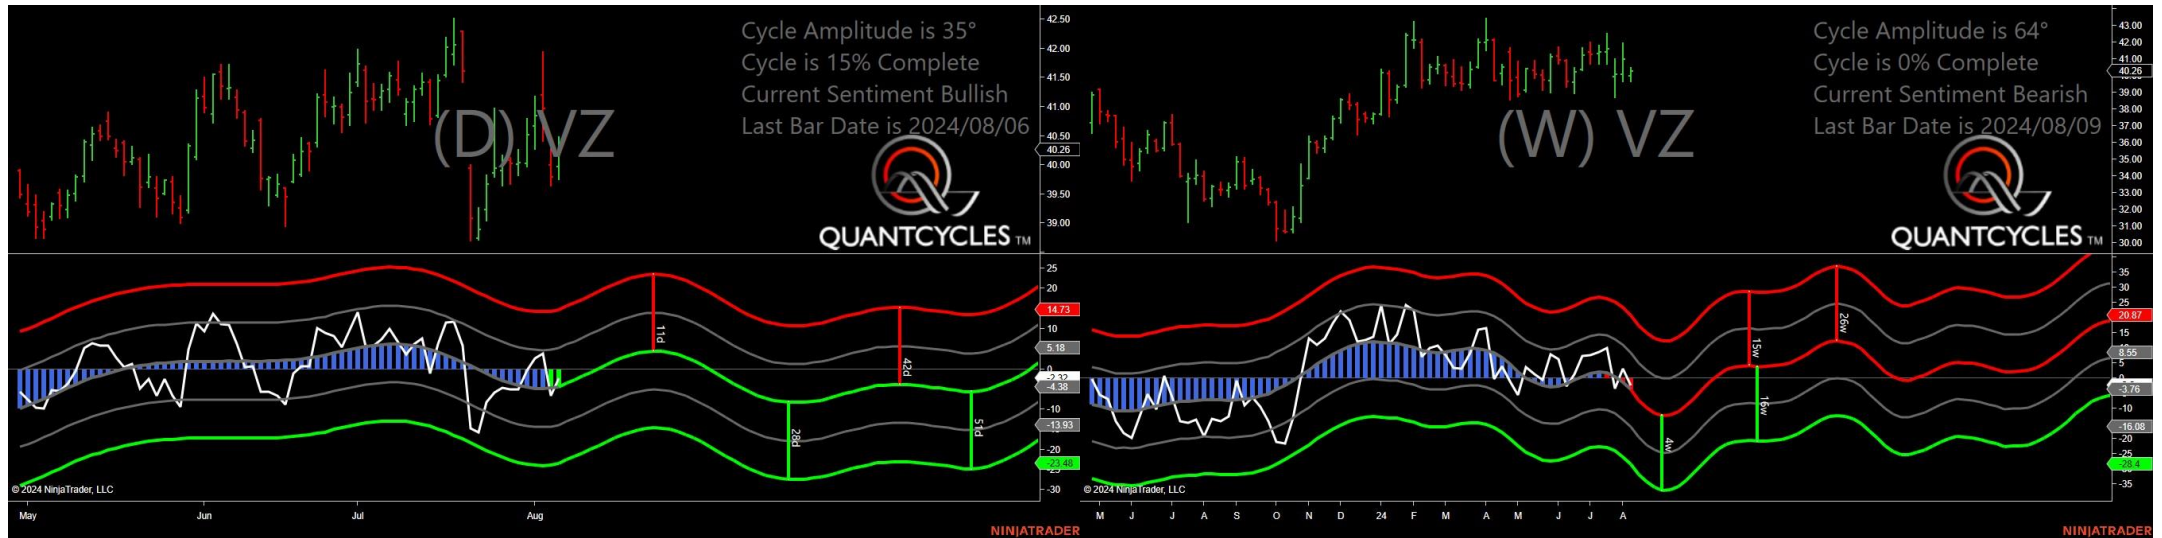 Cycle Amplitude is 35°
Cycle is 15% Complete
Current Sentiment Bullish
Last Bar Date is 2024/08/06
(D) VZ
QUANTCYCLES TM
42.50
42.00
41.50
41.00
40.50
40.26
40.00
39.50
39.00
25
20
14.73
10
5.18
0
-2.32
-4.38
-10
-13.93
-20
-23.48
-30
11d
28d
42d
51d
© 2024 NinjaTrader, LLC
May Jun Jul Aug
NINJATRADER
Cycle Amplitude is 64°
Cycle is 0% Complete
Current Sentiment Bearish
Last Bar Date is 2024/08/09
(W) VZ
QUANTCYCLES TM
43.00
42.00
41.00
40.26
39.00
38.00
37.00
36.00
35.00
34.00
33.00
32.00
31.00
30.00
35
30
25
20.87
15
8.55
5
0
-3.76
-10
-16.08
-20
-25
-28.4
-35
4w
15w
16w
26w
© 2024 NinjaTrader, LLC
M J J A S O N D 24 F M A M J J A
NINJATRADER